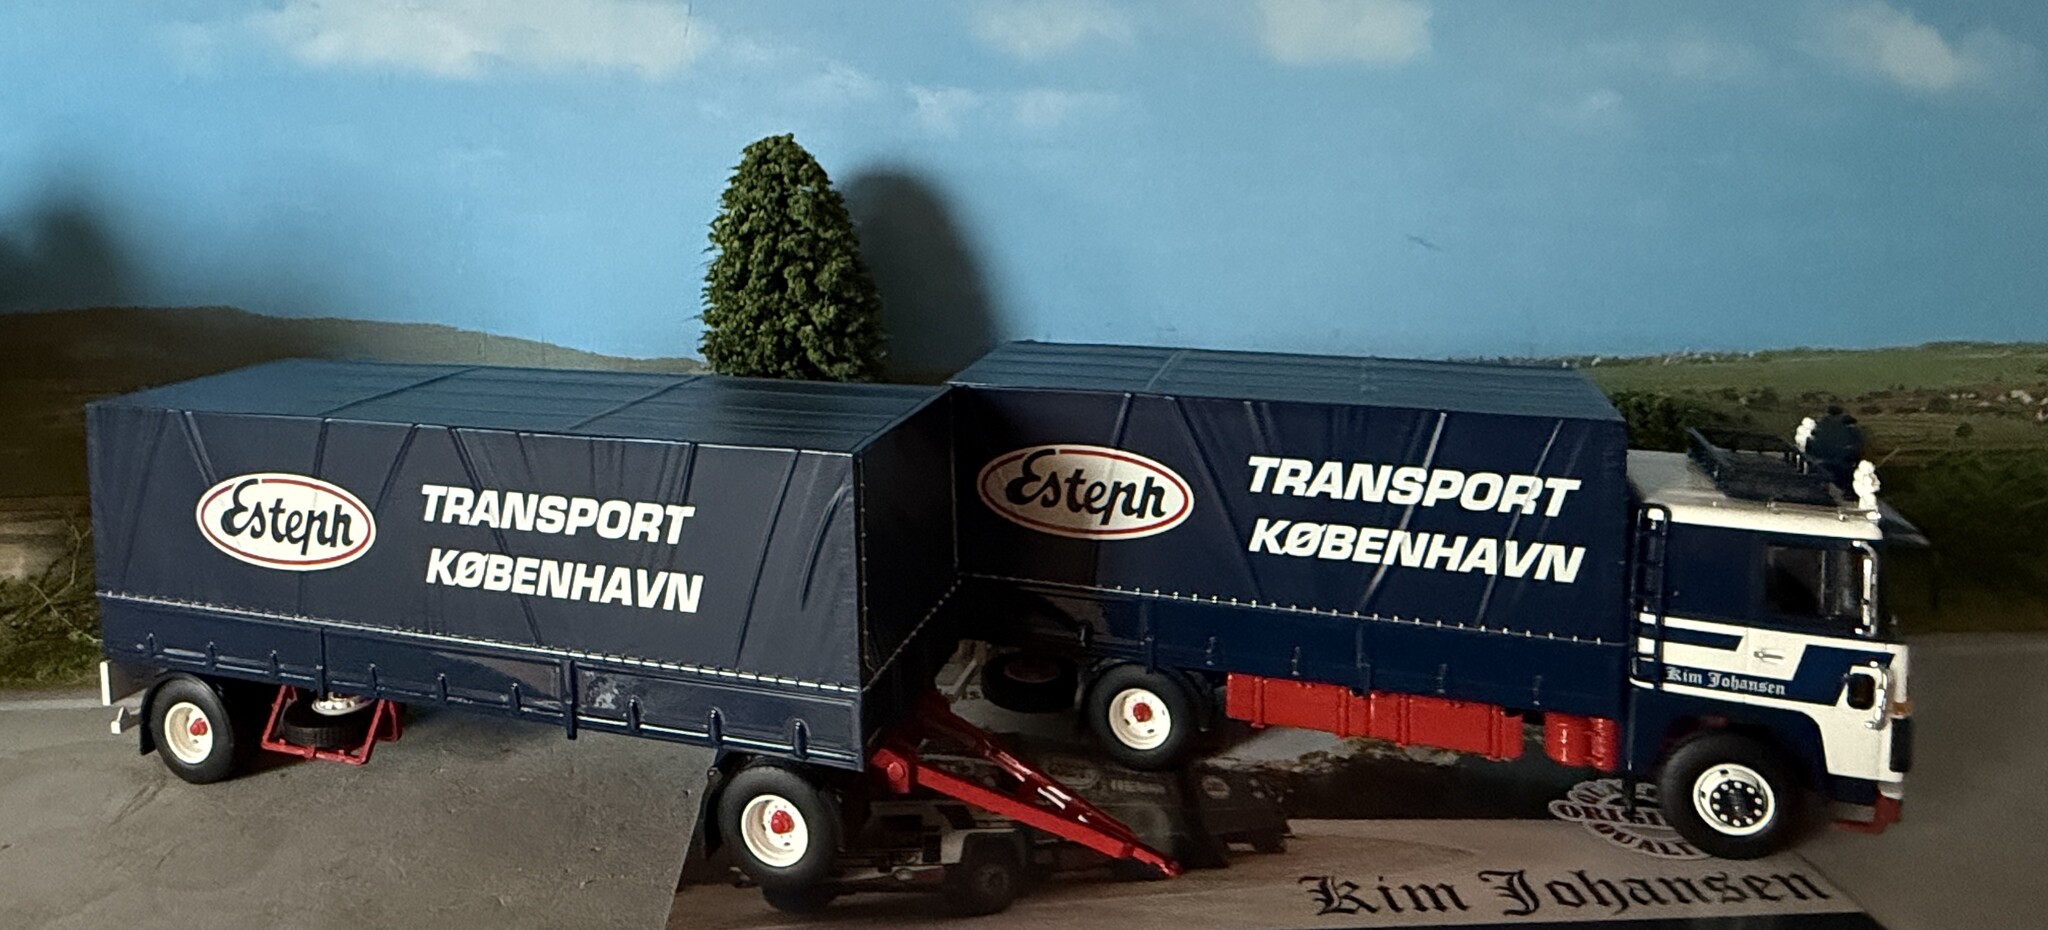 Esteph
TRANSPORT
KØBENHAVN
Esteph
TRANSPORT
KØBENHAVN
Kim Johansen
Kim Johansen